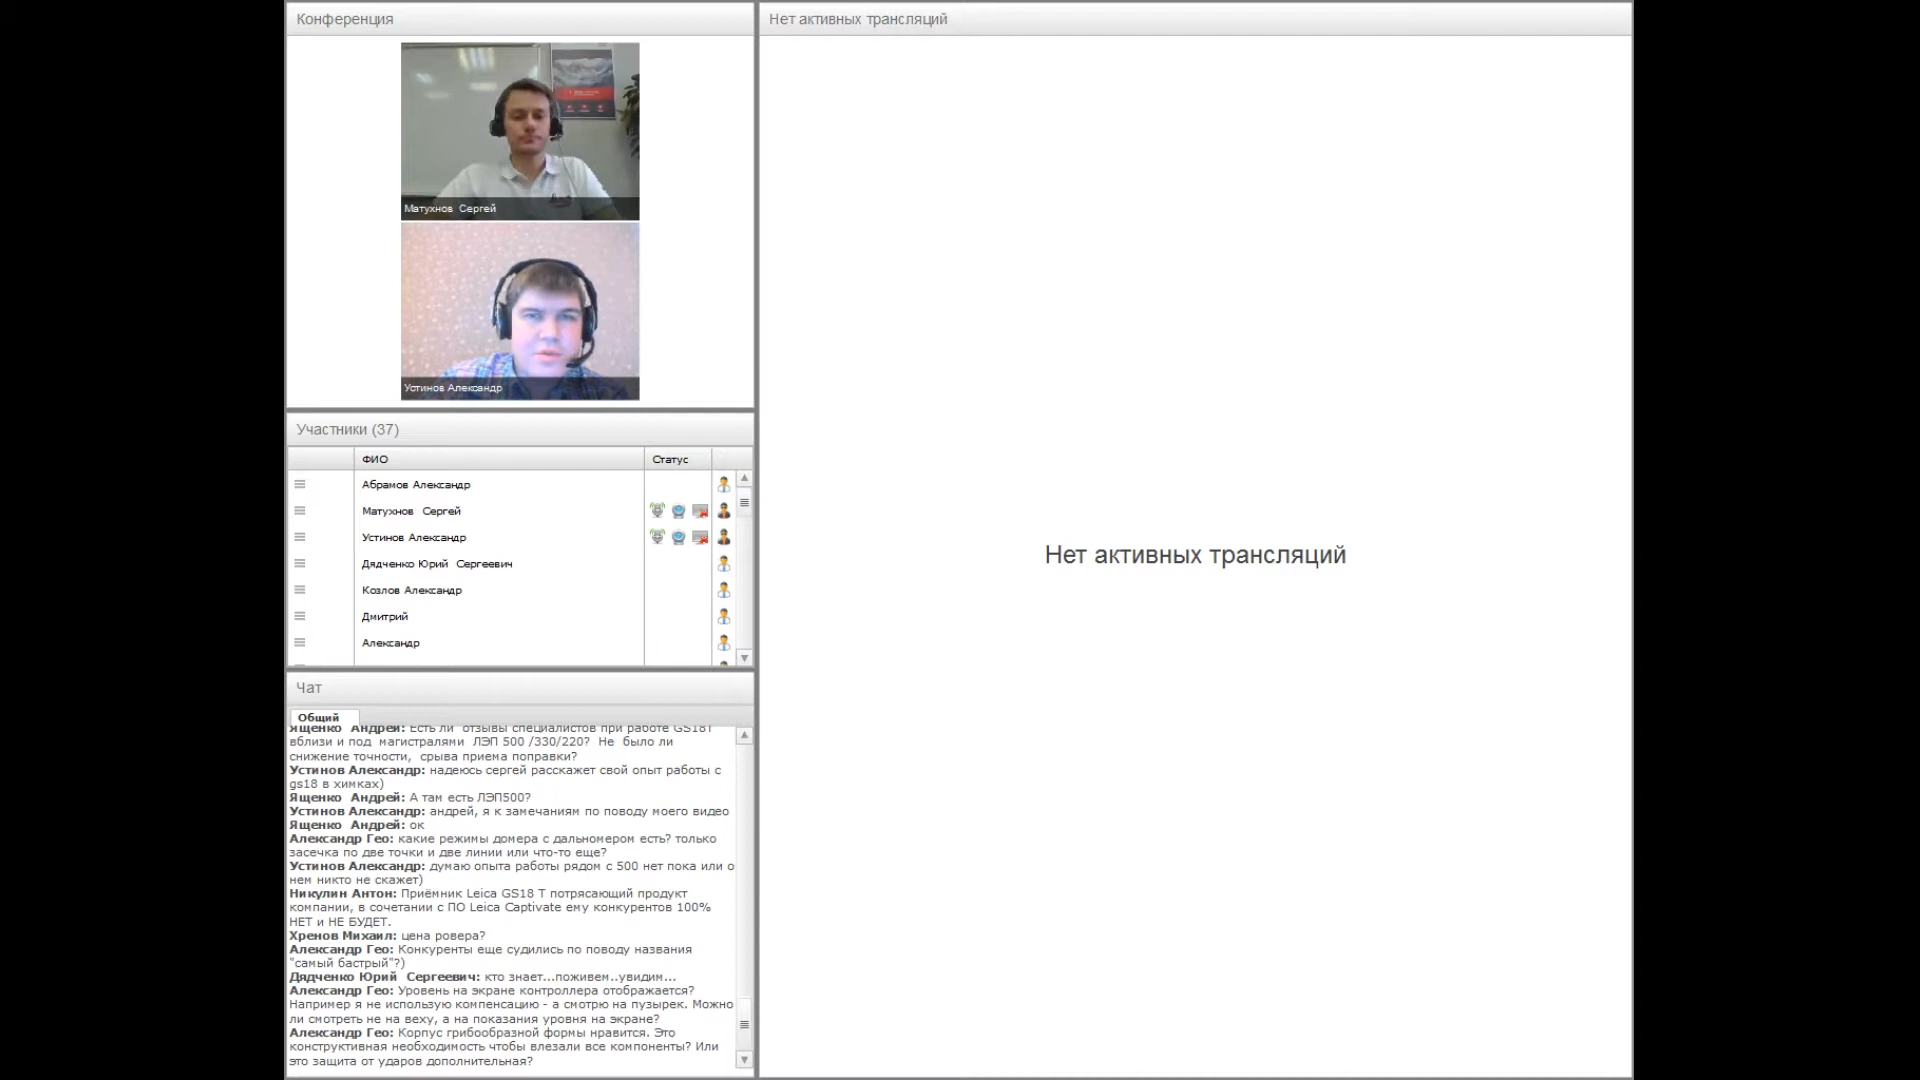 Конференция
Нет активных трансляций
Матухнов  Сергей
Устинов Александр
Участники (37)
ФИО
Статус
Абрамов Александр
Матухнов  Сергей
Устинов Александр
Дядченко Юрий  Сергеевич
Козлов Александр
Дмитрий
Александр
Чат
Общий
Ященко  Андрей: Есть ли  отзывы специалистов при работе GS18T
вблизи и под  магистралями  ЛЭП 500 /330/220?  Не  было ли
снижение точности,  срыва приема поправки?
Устинов Александр: надеюсь сергей расскажет свой опыт работы с
gs18 в химках)
Ященко  Андрей: А там есть ЛЭП500?
Устинов Александр: андрей, я к замечаниям по поводу моего видео
Ященко  Андрей: ок
Александр Гео: какие режимы домера с дальномером есть? только
засечка по две точки и две линии или что-то еще?
Устинов Александр: думаю опыта работы рядом с 500 нет пока или о
нем никто не скажет)
Никулин Антон: Приёмник Leica GS18 T потрясающий продукт
компании, в сочетании с ПО Leica Captivate ему конкурентов 100%
НЕТ и НЕ БУДЕТ.
Хренов Михаил: цена ровера?
Александр Гео: Конкуренты еще судились по поводу названия
"самый бастрый"?)
Дядченко Юрий  Сергеевич: кто знает...поживем..увидим...
Александр Гео: Уровень на экране контроллера отображается?
Например я не использую компенсацию - а смотрю на пузырек. Можно
ли смотреть не на веху, а на показания уровня на экране?
Александр Гео: Корпус грибообразной формы нравится. Это
конструктивная необходимость чтобы влезали все компоненты? Или
это защита от ударов дополнительная?
Нет активных трансляций